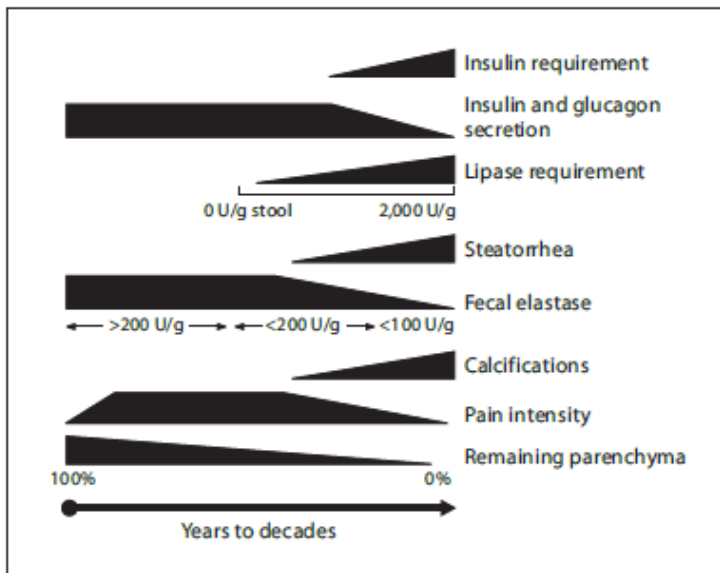 Insulin requirement
Insulin and glucagon
secretion
Lipase requirement
0 U/g stool 2,000 U/g
Steatorrhea
Fecal elastase
>200 U/g <200 U/g <100 U/g
Calcifications
Pain intensity
Remaining parenchyma
100% 0%
Years to decades